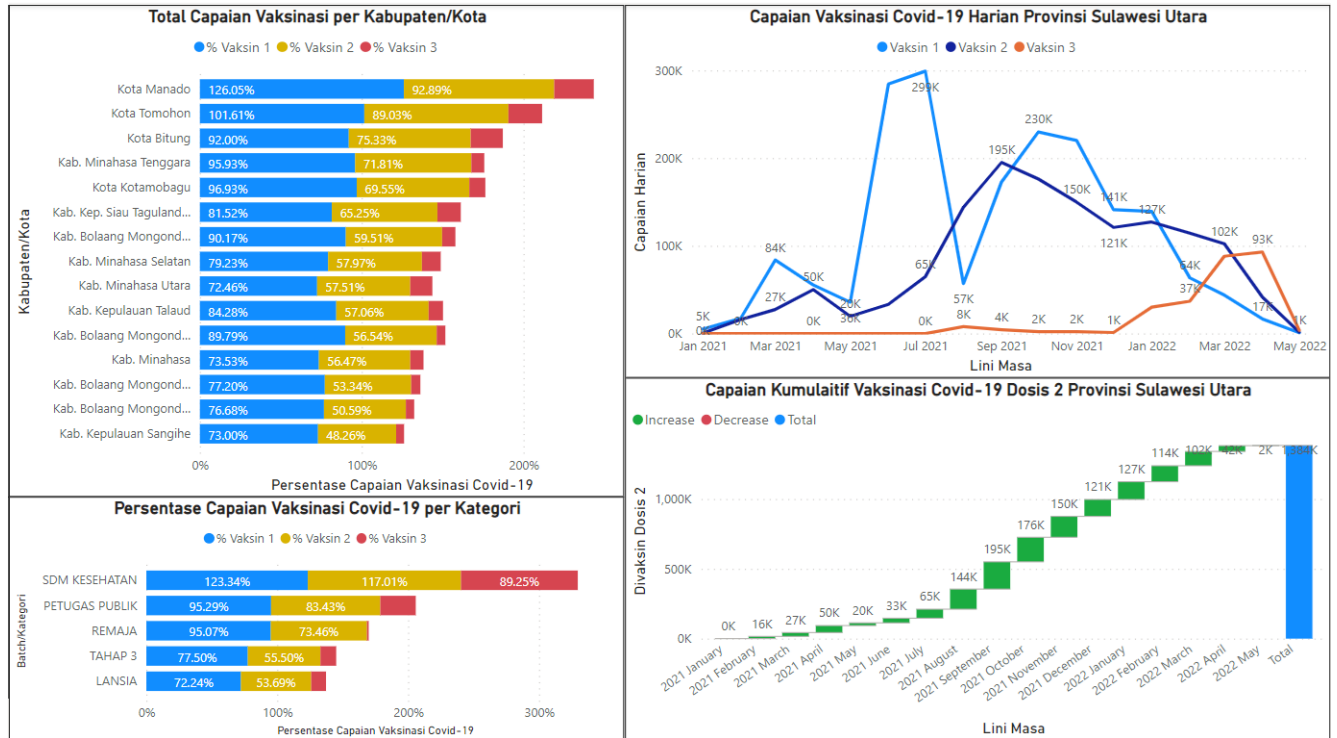 Total Capaian Vaksinasi per Kabupaten/Kota
% Vaksin 1 % Vaksin 2 % Vaksin 3
Kabupaten/Kota
Kota Manado 126.05% 92.89%
Kota Tomohon 101.61% 89.03%
Kota Bitung 92.00% 75.33%
Kab. Minahasa Tenggara 95.93% 71.81%
Kota Kotamobagu 96.93% 69.55%
Kab. Kep. Siau Taguland... 81.52% 65.25%
Kab. Bolaang Mongond... 90.17% 59.51%
Kab. Minahasa Selatan 79.23% 57.97%
Kab. Minahasa Utara 72.46% 57.51%
Kab. Kepulauan Talaud 84.28% 57.06%
Kab. Bolaang Mongond... 89.79% 56.54%
Kab. Minahasa 73.53% 56.47%
Kab. Bolaang Mongond... 77.20% 53.34%
Kab. Bolaang Mongond... 76.68% 50.59%
Kab. Kepulauan Sangihe 73.00% 48.26%
0% 100% 200%
Persentase Capaian Vaksinasi Covid-19
Persentase Capaian Vaksinasi Covid-19 per Kategori
% Vaksin 1 % Vaksin 2 % Vaksin 3
Batch/Kategori
SDM KESEHATAN 123.34% 117.01% 89.25%
PETUGAS PUBLIK 95.29% 83.43%
REMAJA 95.07% 73.46%
TAHAP 3 77.50% 55.50%
LANSIA 72.24% 53.69%
0% 100% 200% 300%
Persentase Capaian Vaksinasi Covid-19
Capaian Vaksinasi Covid-19 Harian Provinsi Sulawesi Utara
Vaksin 1 Vaksin 2 Vaksin 3
Capaian Harian
300K
299K
230K
200K
195K
150K
141K 127K
121K
100K
102K 93K
84K
65K
64K
57K
50K
37K
27K
20K
36K
17K
5K
8K 4K 2K 2K 1K 1K
0K 0K 0K 0K
0K
Jan 2021 Mar 2021 May 2021 Jul 2021 Sep 2021 Nov 2021 Jan 2022 Mar 2022 May 2022
Lini Masa
Capaian Kumulaitif Vaksinasi Covid-19 Dosis 2 Provinsi Sulawesi Utara
Increase Decrease Total
Divaksin Dosis 2
1,000K
500K
0K
0K 16K 27K 50K 20K 33K 65K 144K 195K 176K 150K 121K 127K 114K 102K 42K 2K 1,384K
2021 January 2021 February 2021 March 2021 April 2021 May 2021 June 2021 July 2021 August 2021 September 2021 October 2021 November 2021 December 2022 January 2022 February 2022 March 2022 April 2022 May Total
Lini Masa